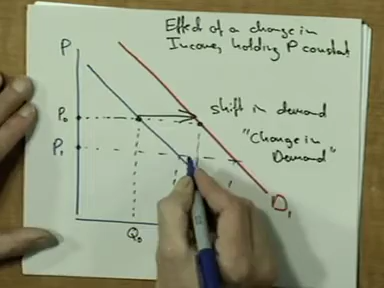 Effect of a change in
Income, holding P constant
P
P₀
shift in demand
P₁
"Change in
Demand"
D₁
Q₀